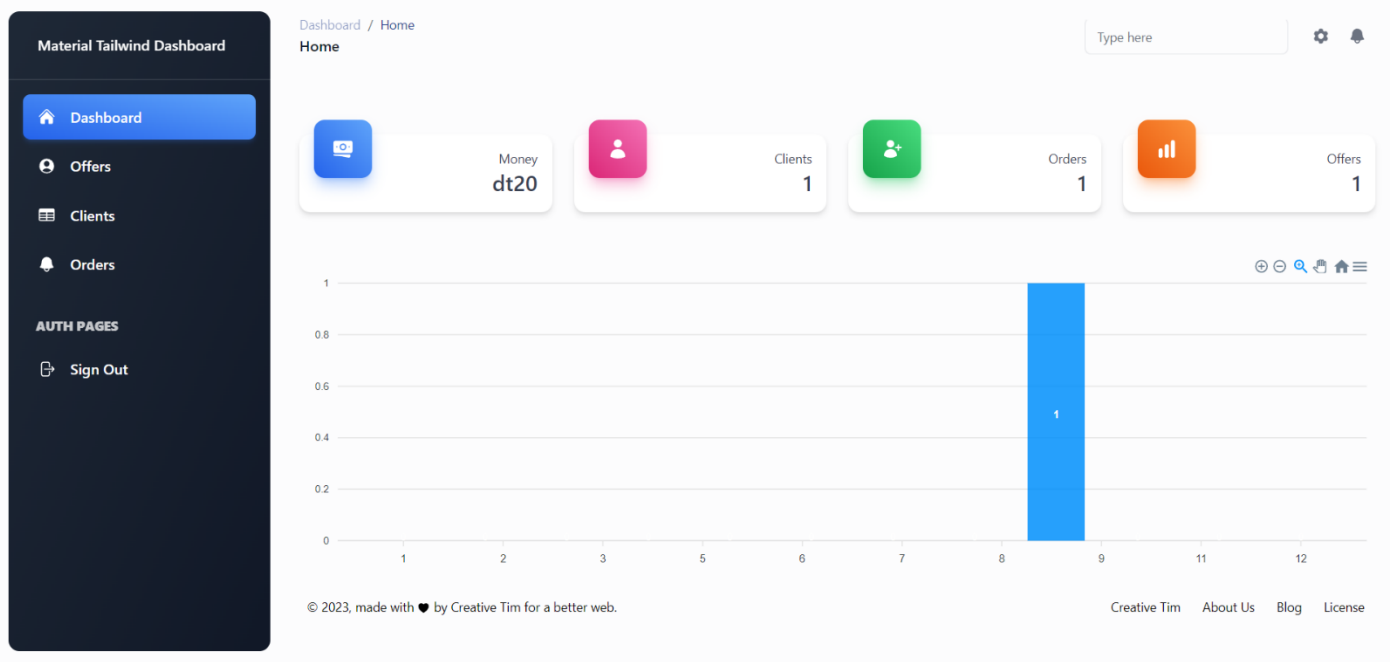 Material Tailwind Dashboard
Dashboard
Offers
Clients
Orders
AUTH PAGES
Sign Out
Dashboard / Home
Home
Type here
Money
dt20
Clients
1
Orders
1
Offers
1
1
0.8
0.6
0.4
0.2
0
1
1 2 3 5 6 7 8 9 11 12
© 2023, made with ♥ by Creative Tim for a better web.
Creative Tim About Us Blog License